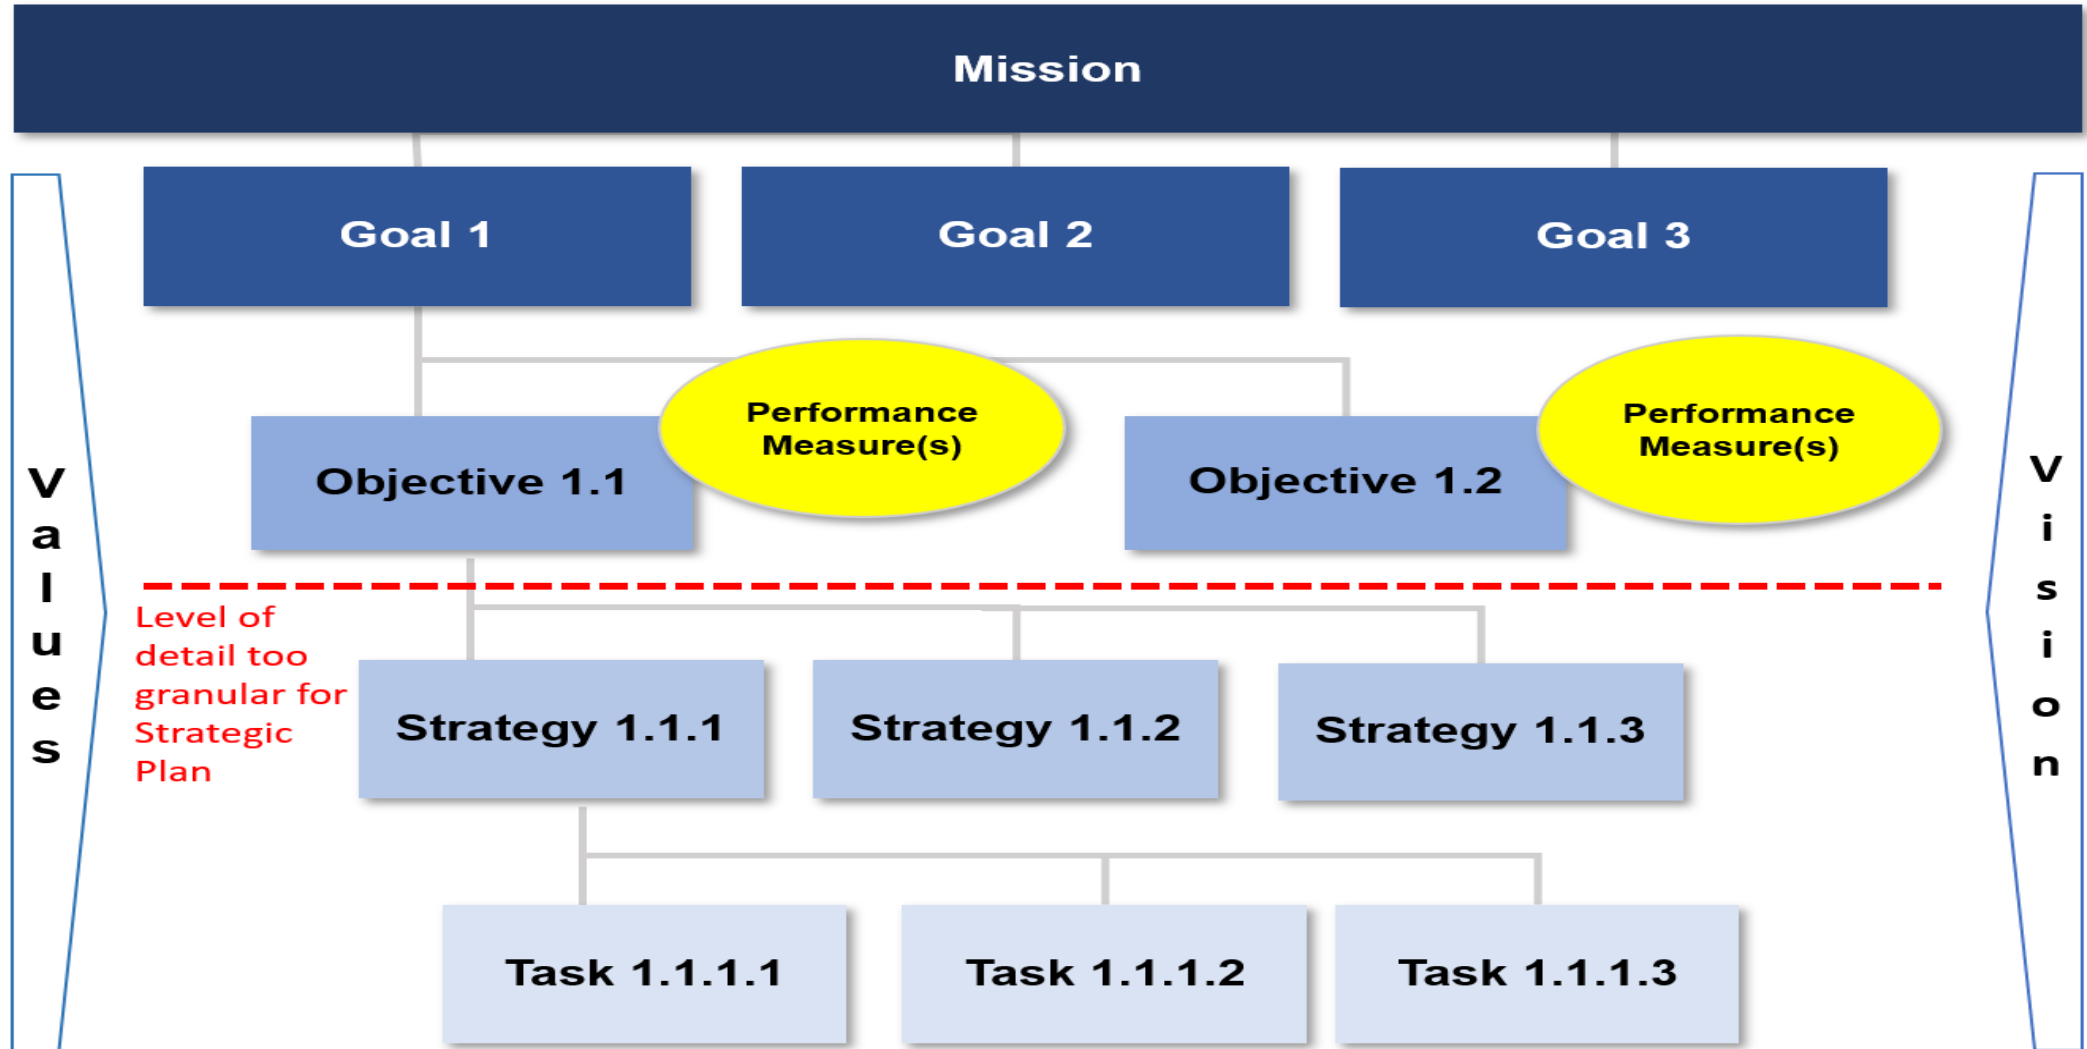 Mission
Goal 1
Goal 2
Goal 3
Performance
Measure(s)
Performance
Measure(s)
Objective 1.1
Objective 1.2
Values
Vision
Level of
detail too
granular for
Strategic
Plan
Strategy 1.1.1
Strategy 1.1.2
Strategy 1.1.3
Task 1.1.1.1
Task 1.1.1.2
Task 1.1.1.3